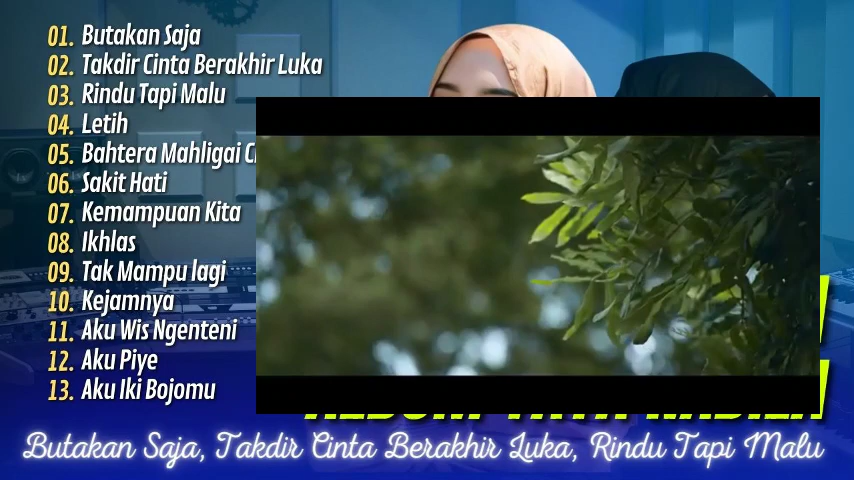 01. Butakan Saja
02. Takdir Cinta Berakhir Luka
03. Rindu Tapi Malu
04. Letih
05. Bahtera Mahligai
06. Sakit Hati
07. Kemampuan Kita
08. Ikhlas
09. Tak Mampu lagi
10. Kejamnya
11. Aku Wis Ngenteni
12. Aku Piye
13. Aku Iki Bojomu
Butakan Saja, Takdir Cinta Berakhir Luka, Rindu Tapi Malu